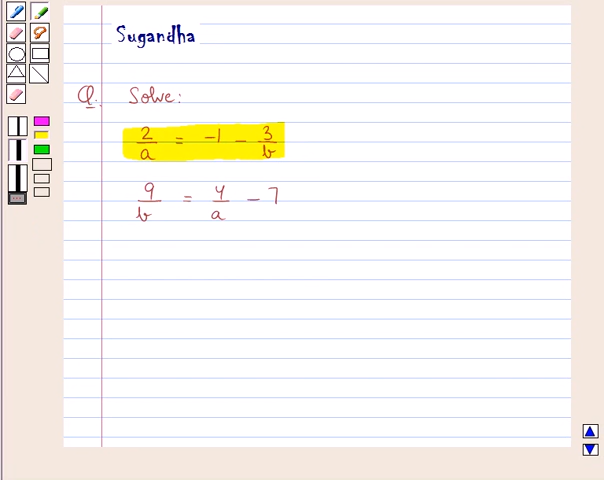 Sugandha
Q. Solve:
2/a = -1 - 3/b
9/b = 4/a - 7